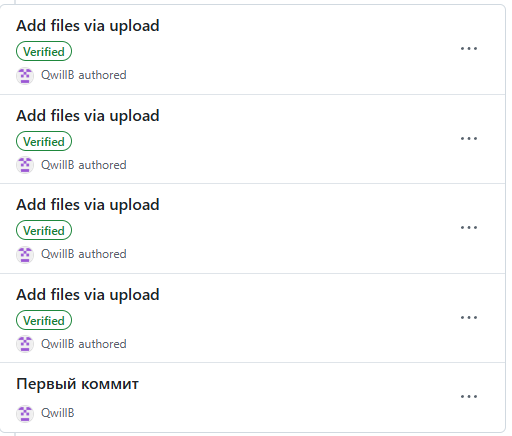 Add files via upload
Verified
QwillB authored
Add files via upload
Verified
QwillB authored
Add files via upload
Verified
QwillB authored
Add files via upload
Verified
QwillB authored
Первый коммит
QwillB